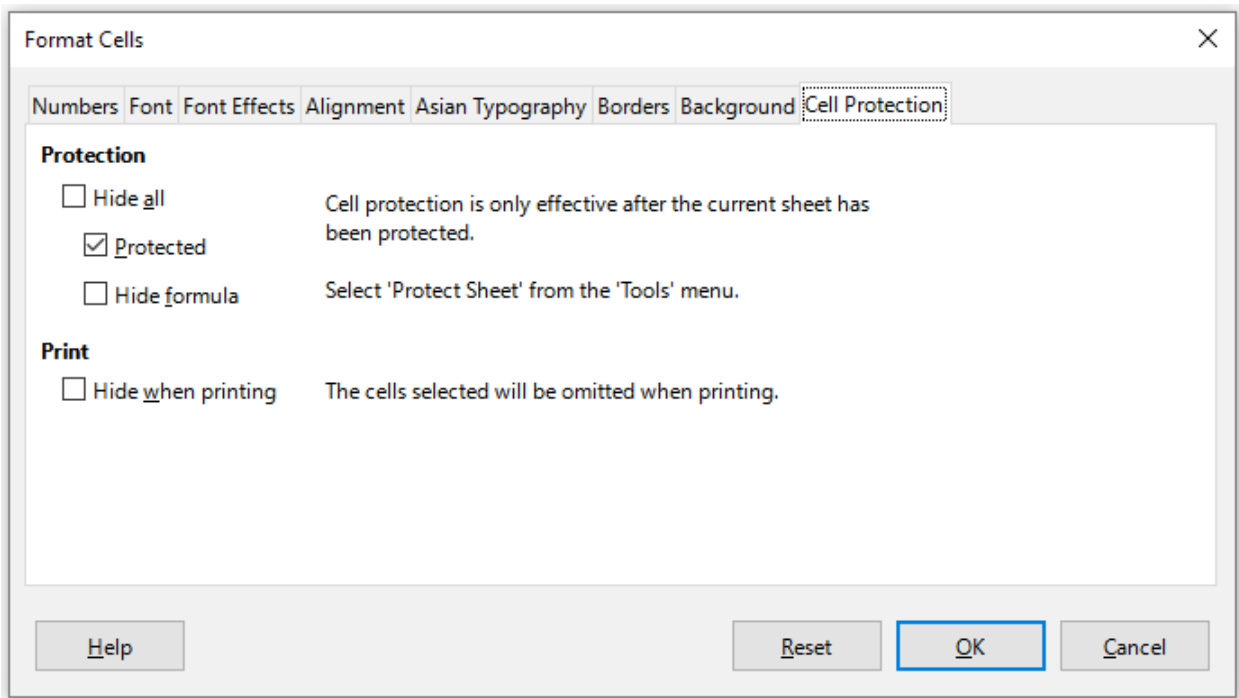 Format Cells
Numbers Font Font Effects Alignment Asian Typography Borders Background Cell Protection
Protection
Hide all
Cell protection is only effective after the current sheet has
been protected.
Protected
Hide formula
Select 'Protect Sheet' from the 'Tools' menu.
Print
Hide when printing
The cells selected will be omitted when printing.
Help
Reset
OK
Cancel